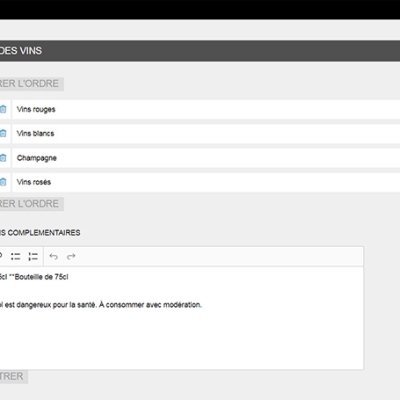 DES VINS
RER L'ORDRE
Vins rouges
Vins blancs
Champagne
Vins rosés
RER L'ORDRE
NS COMPLEMENTAIRES
5cl **Bouteille de 75cl
ol est dangereux pour la santé. À consommer avec modération.
TRER